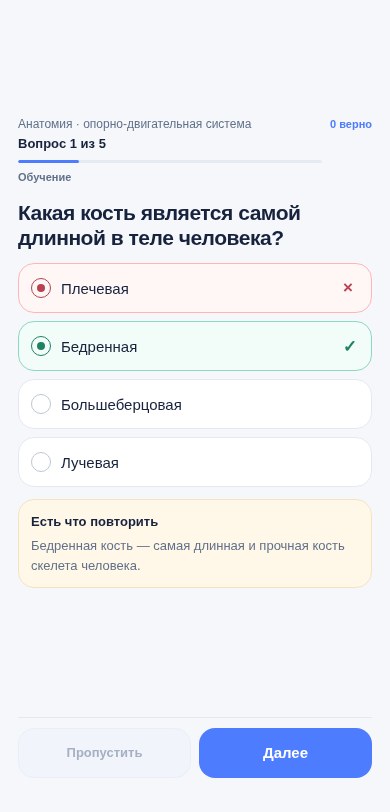 Анатомия · опорно-двигательная система
0 верно
Вопрос 1 из 5
Обучение
Какая кость является самой
длинной в теле человека?
Плечевая ×
Бедренная ✓
Большеберцовая
Лучевая
Есть что повторить
Бедренная кость — самая длинная и прочная кость
скелета человека.
Пропустить
Далее